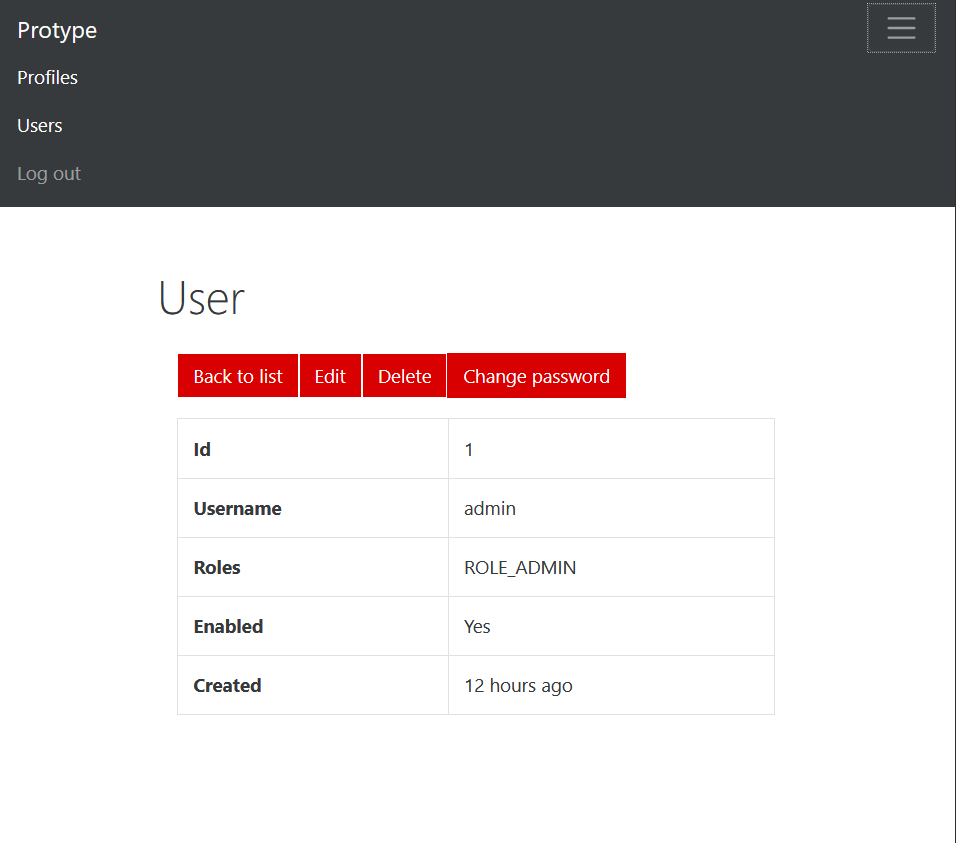 Protype
Profiles
Users
Log out
User
Back to list Edit Delete Change password
Id 1
Username admin
Roles ROLE_ADMIN
Enabled Yes
Created 12 hours ago